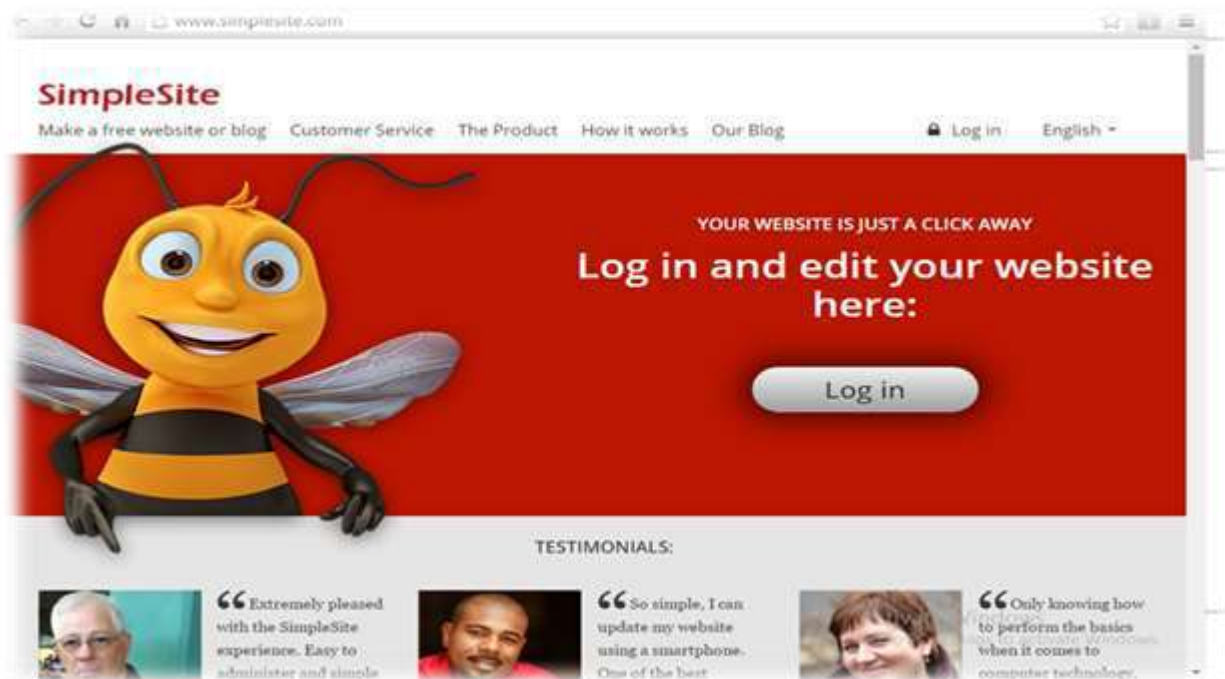 www.simplesite.com
SimpleSite
Make a free website or blog Customer Service The Product How it works Our Blog Log in English
YOUR WEBSITE IS JUST A CLICK AWAY
Log in and edit your website
here:
Log in
TESTIMONIALS:
“Extremely pleased
with the SimpleSite
experience. Easy to
administer and simple
“So simple, I can
update my website
using a smartphone.
One of the best
“Only knowing how
to perform the basics
when it comes to
computer technology,